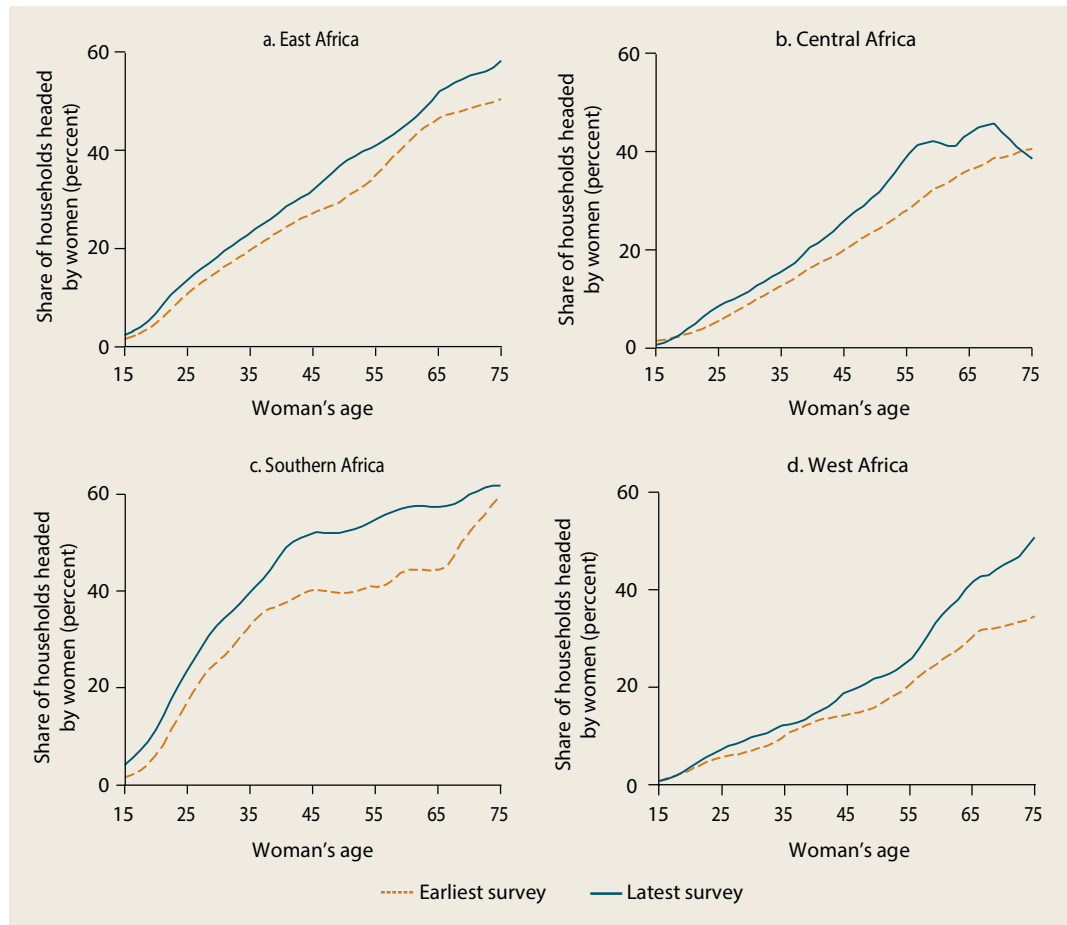 a. East Africa
Share of households headed
by women (perccent)
60
40
20
0
15 25 35 45 55 65 75
Woman's age
b. Central Africa
Share of households headed
by women (perccent)
60
40
20
0
15 25 35 45 55 65 75
Woman's age
c. Southern Africa
Share of households headed
by women (perccent)
60
40
20
0
15 25 35 45 55 65 75
Woman's age
d. West Africa
Share of households headed
by women (perccent)
60
40
20
0
15 25 35 45 55 65 75
Woman's age
Earliest survey Latest survey